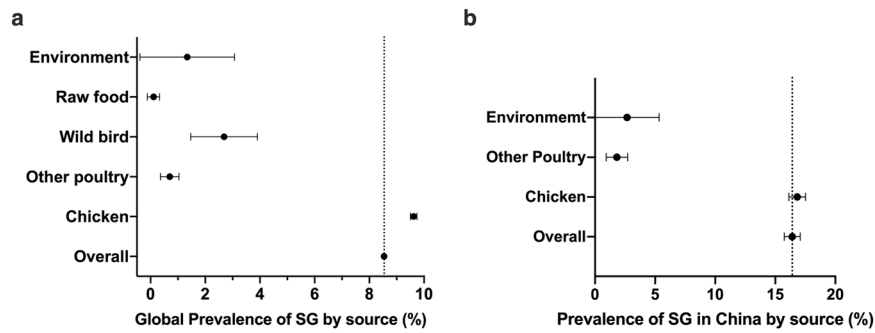 a
Environment
Raw food
Wild bird
Other poultry
Chicken
Overall
0 2 4 6 8 10
Global Prevalence of SG by source (%)
b
Environmemt
Other Poultry
Chicken
Overall
0 5 10 15 20
Prevalence of SG in China by source (%)